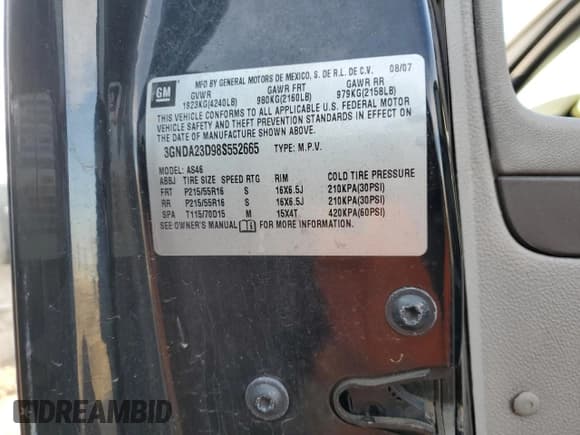 GM
MFD BY GENERAL MOTORS DE MEXICO, S. DE R.L. DE C.V. 08/07
GVWR GAWR FRT GAWR RR
1923KG(4240LB) 980KG(2160LB) 979KG(2158LB)
THIS VEHICLE CONFORMS TO ALL APPLICABLE U.S. FEDERAL MOTOR
VEHICLE SAFETY AND THEFT PREVENTION STANDARDS IN EFFECT ON
THE DATE OF MANUFACTURE SHOWN ABOVE.
3GNDA23D98S552665 TYPE: M.P.V.
MODEL: AS46
ABBJ TIRE SIZE SPEED RTG RIM COLD TIRE PRESSURE
FRT P215/55R16 S 16X6.5J 210KPA(30PSI)
RR P215/55R16 S 16X6.5J 210KPA(30PSI)
SPA T115/70D15 M 15X4T 420KPA(60PSI)
SEE OWNER'S MANUAL FOR MORE INFORMATION.
DREAMBID